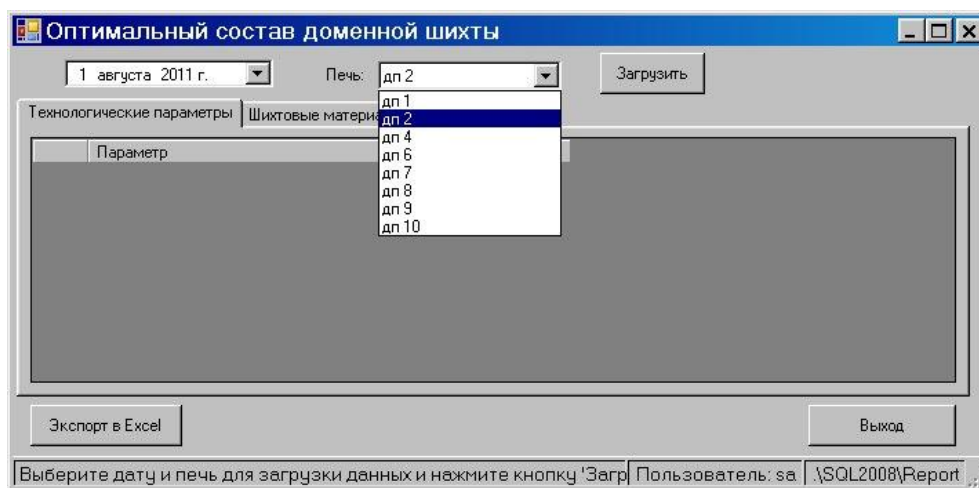 Оптимальный состав доменной шихты
1 августа 2011 г. Печь: дп 2 Загрузить
Технологические параметры Шихтовые
Параметр
дп 1
дп 2
дп 4
дп 6
дп 7
дп 8
дп 9
дп 10
Экспорт в Excel Выход
Выберите дату и печь для загрузки данных и нажмите кнопку 'Загр Пользователь: sa .\SQL2008\Report